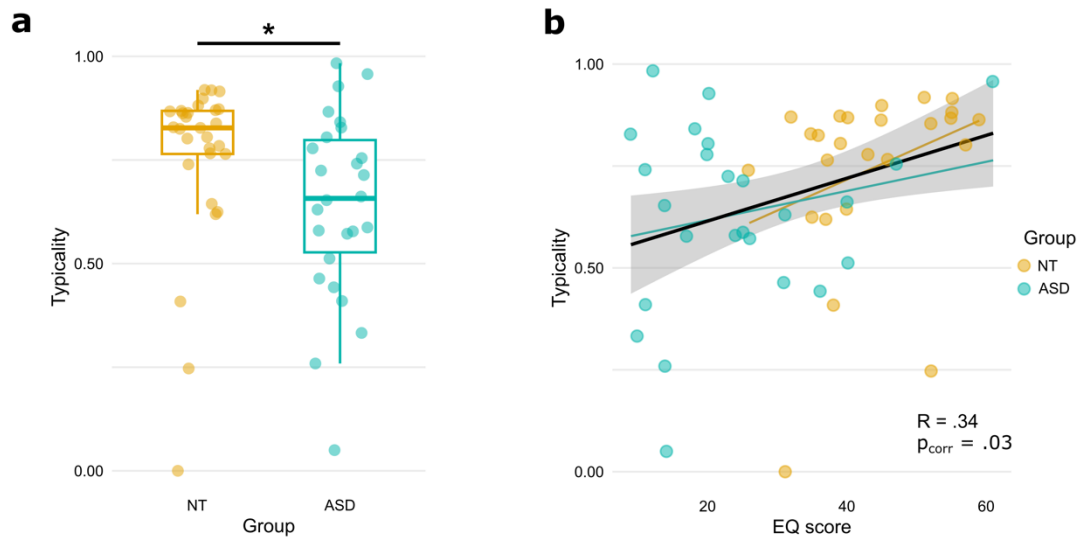 a
*
1.00
0.50
0.00
Typicality
NT
ASD
Group
b
1.00
0.50
0.00
Typicality
20
40
60
EQ score
R = .34
pcorr = .03
Group
NT
ASD